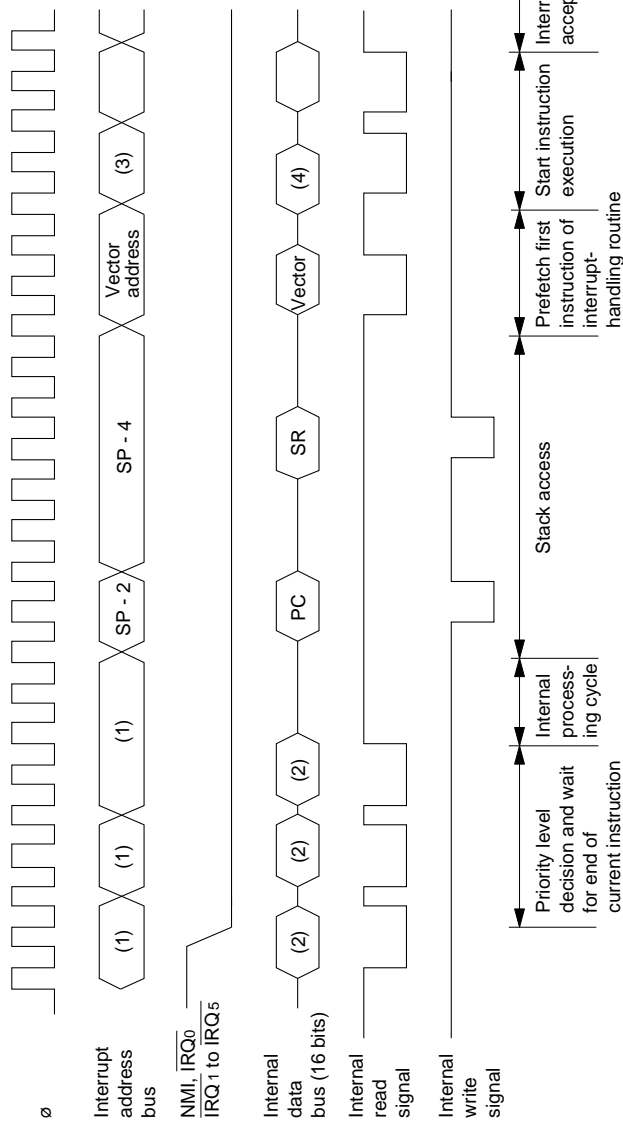 ø
Interrupt
address
bus
(1)
(1)
(1)
SP - 2
SP - 4
Vector
address
(3)
NMI, IRQ0
IRQ1 to IRQ5
Internal
data
bus (16 bits)
(2)
(2)
(2)
PC
SR
Vector
(4)
Internal
read
signal
Internal
write
signal
Priority level
decision and wait
for end of
current instruction
Internal
process-
ing cycle
Stack access
Prefetch first
instruction of
interrupt-
handling routine
Start instruction
execution